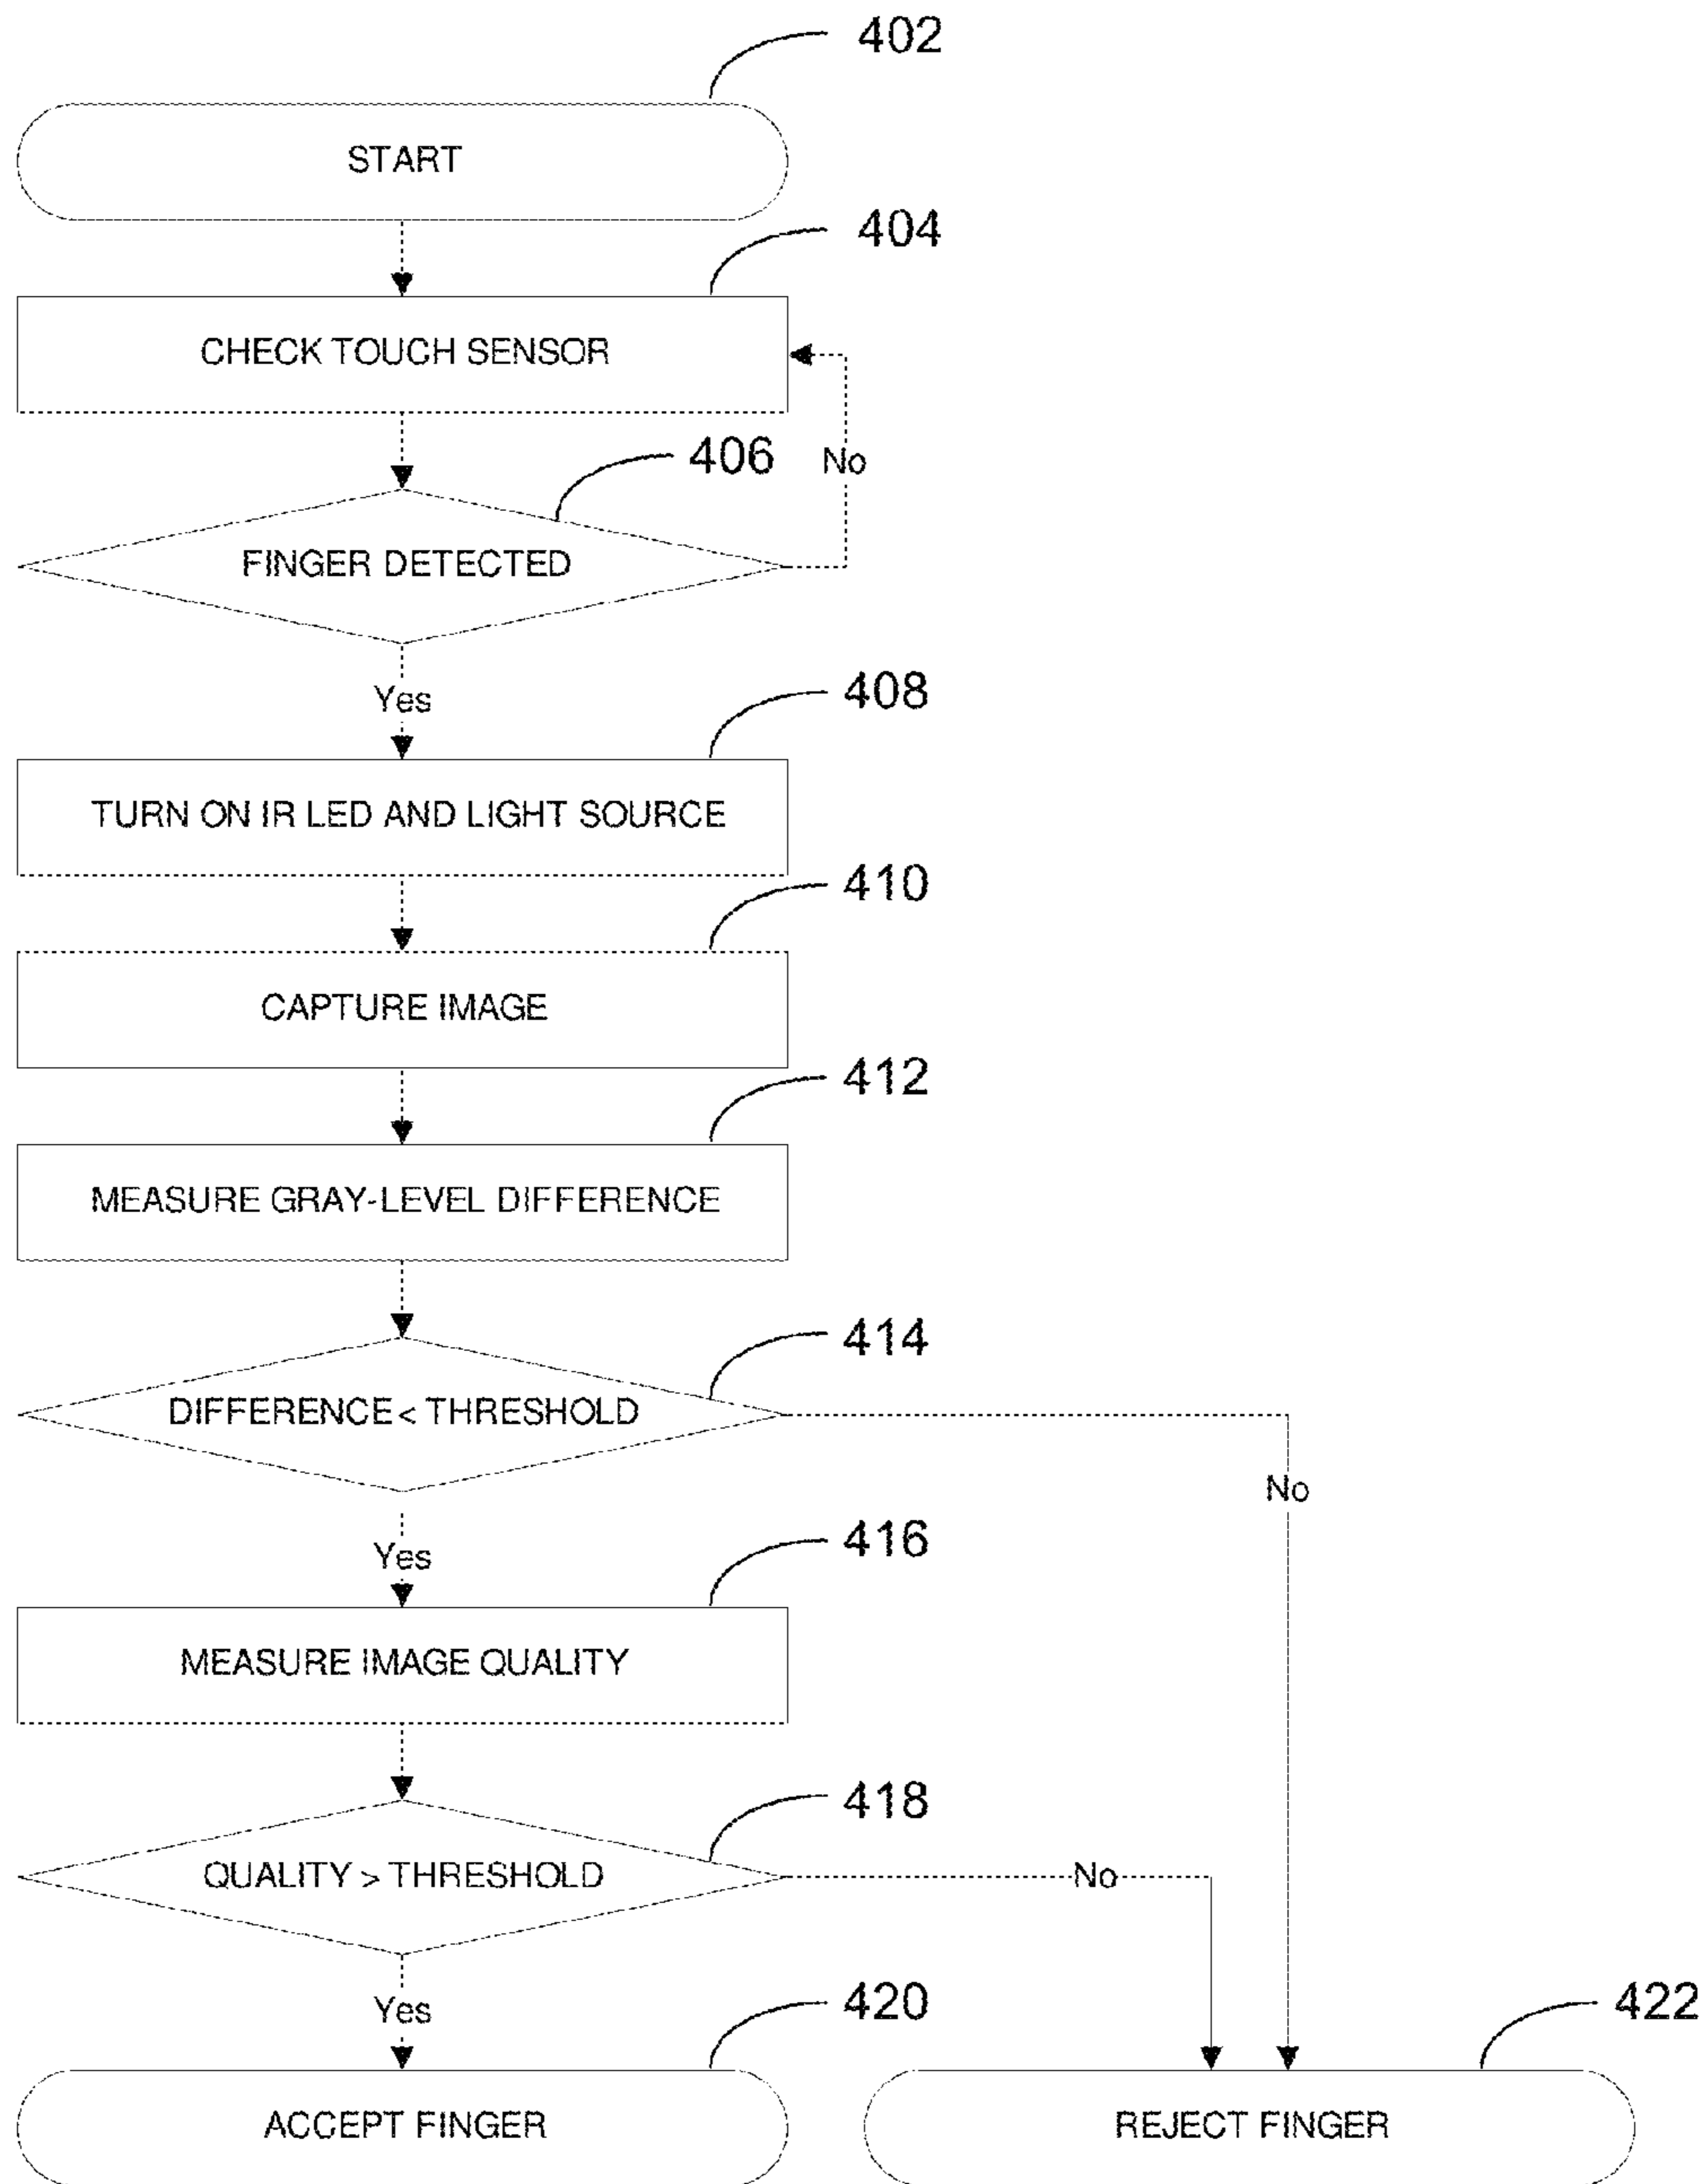 402
START
404
CHECK TOUCH SENSOR
406
No
FINGER DETECTED
Yes
408
TURN ON IR LED AND LIGHT SOURCE
410
CAPTURE IMAGE
412
MEASURE GRAY-LEVEL DIFFERENCE
414
DIFFERENCE < THRESHOLD
No
Yes
416
MEASURE IMAGE QUALITY
418
QUALITY > THRESHOLD
No
Yes
420
422
ACCEPT FINGER
REJECT FINGER